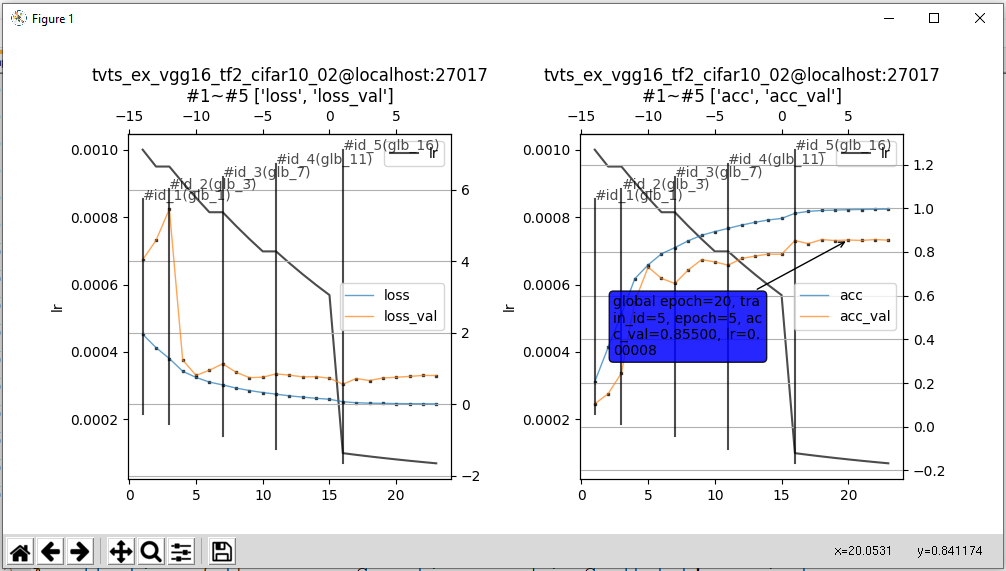 Figure 1
tvts_ex_vgg16_tf2_cifar10_02@localhost:27017
#1~#5 ['loss', 'loss_val']
−15 −10 −5 0 5
0.0010
0.0008
0.0006
0.0004
0.0002
lr
#id_1(glb_1)
#id_2(glb_3)
#id_3(glb_7)
#id_4(glb_11)
#id_5(glb_16)
lr
loss
loss_val
6
4
2
0
−2
0 5 10 15 20
tvts_ex_vgg16_tf2_cifar10_02@localhost:27017
#1~#5 ['acc', 'acc_val']
−15 −10 −5 0 5
0.0010
0.0008
0.0006
0.0004
0.0002
lr
#id_1(glb_1)
#id_2(glb_3)
#id_3(glb_7)
#id_4(glb_11)
#id_5(glb_16)
lr
global epoch=20, tra
in_id=5, epoch=5, ac
c_val=0.85500, lr=0.
00008
acc
acc_val
1.2
1.0
0.8
0.6
0.4
0.2
0.0
−0.2
0 5 10 15 20
x=20.0531 y=0.841174